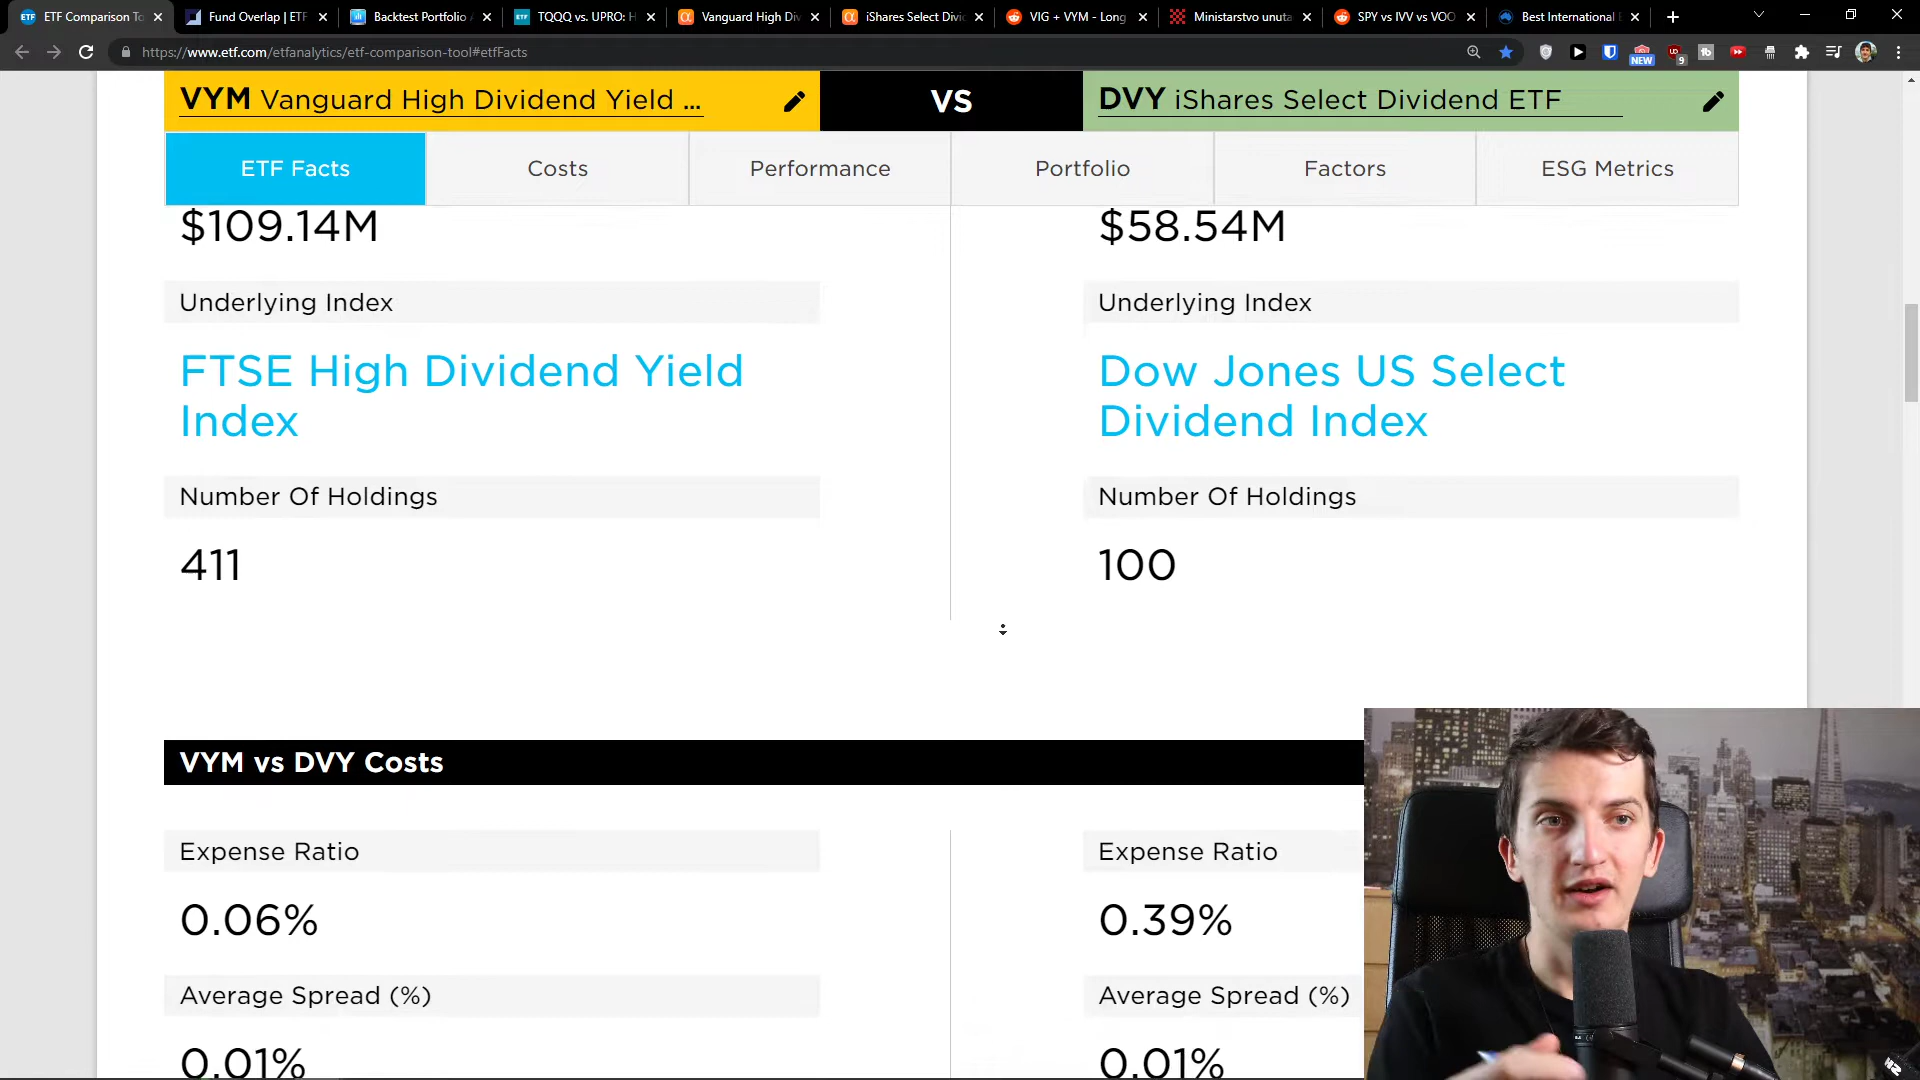 ETF Comparison To
Fund Overlap | ETF
Backtest Portfolio A
TQQQ vs. UPRO: H
Vanguard High Div
iShares Select Divid
VIG + VYM - Long
Ministarstvo unuta
SPY vs IVV vs VOO
Best International E
https://www.etf.com/etfanalytics/etf-comparison-tool#etfFacts
NEW
9
VYM Vanguard High Dividend Yield ...
VS
DVY iShares Select Dividend ETF
ETF Facts
Costs
Performance
Portfolio
Factors
ESG Metrics
$109.14M
$58.54M
Underlying Index
Underlying Index
FTSE High Dividend Yield
Index
Dow Jones US Select
Dividend Index
Number Of Holdings
Number Of Holdings
411
100
VYM vs DVY Costs
Expense Ratio
Expense Ratio
0.06%
0.39%
Average Spread (%)
Average Spread (%)
0.01%
0.01%